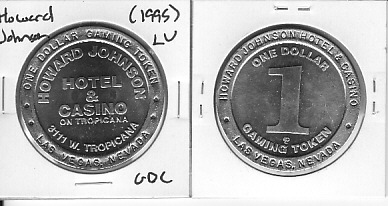 Howard
Johnson
(1995)
LV
ONE DOLLAR GAMING TOKEN
HOWARD JOHNSON
HOTEL
&
CASINO
ON TROPICANA
3111 W. TROPICANA
LAS VEGAS, NEVADA
GDC
HOWARD JOHNSON HOTEL & CASINO
ONE DOLLAR
1
GAMING TOKEN
LAS VEGAS, NEVADA